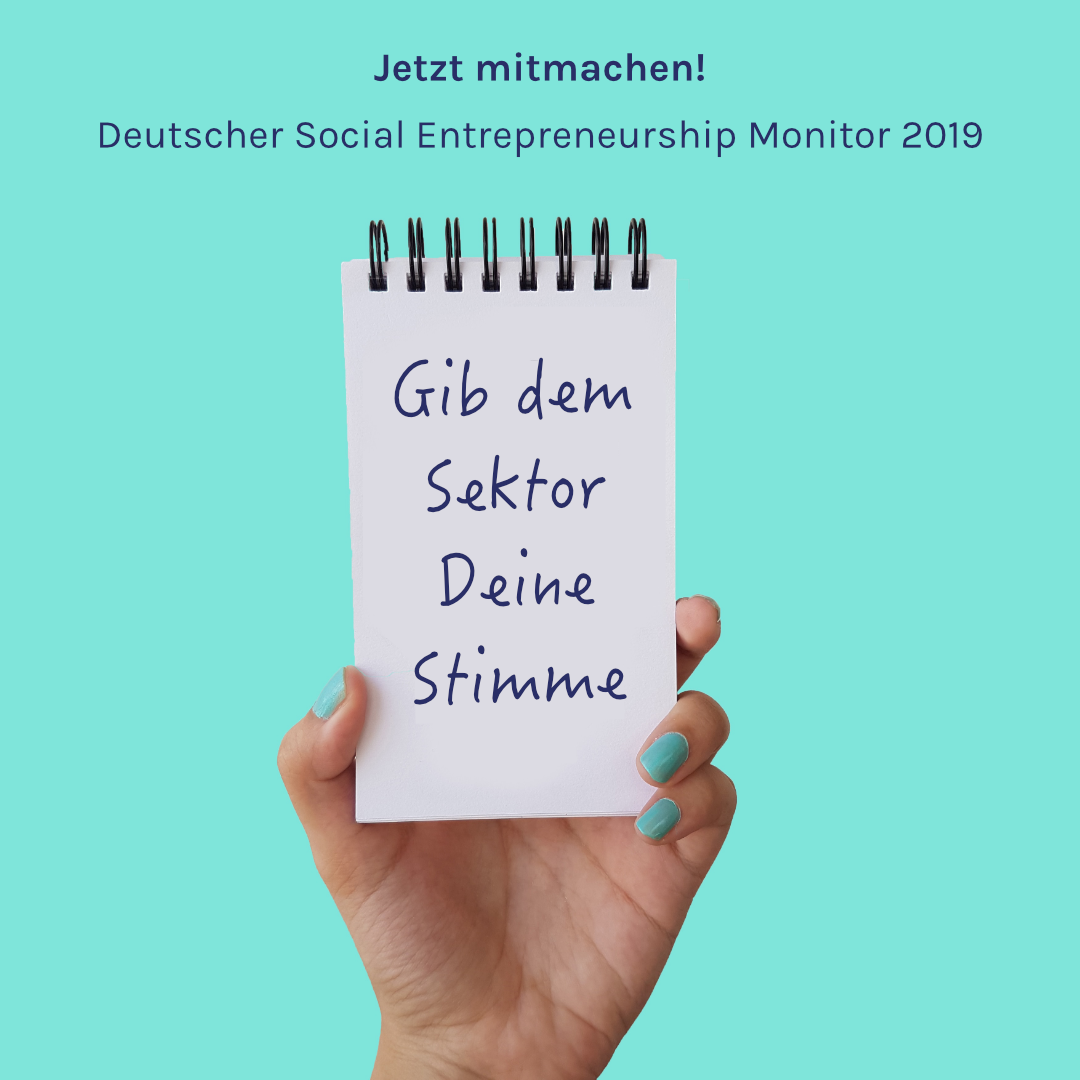 Jetzt mitmachen!
Deutscher Social Entrepreneurship Monitor 2019
Gib dem
Sektor
Deine
Stimme